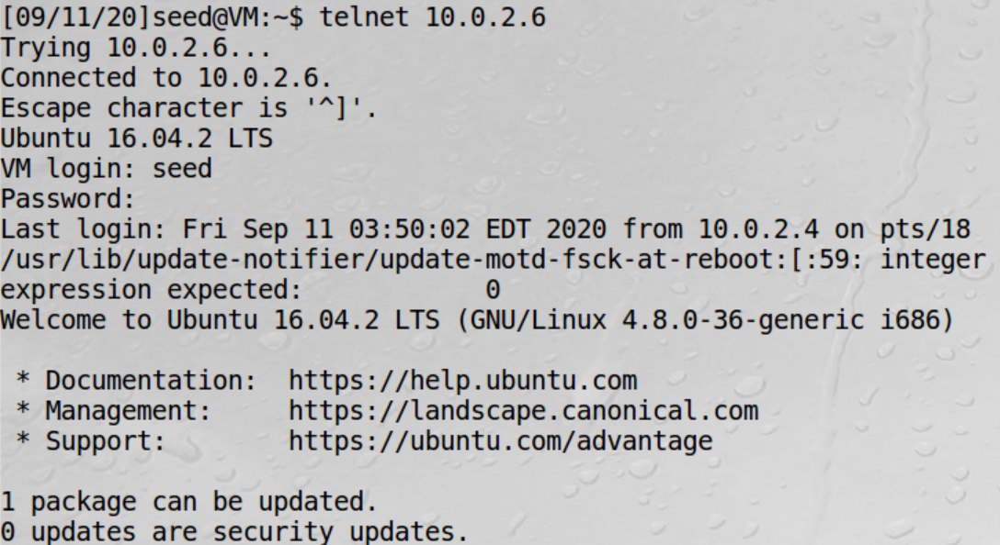 [09/11/20]seed@VM:~$ telnet 10.0.2.6
Trying 10.0.2.6...
Connected to 10.0.2.6.
Escape character is '^]'.
Ubuntu 16.04.2 LTS
VM login: seed
Password:
Last login: Fri Sep 11 03:50:02 EDT 2020 from 10.0.2.4 on pts/18
/usr/lib/update-notifier/update-motd-fsck-at-reboot:[:59: integer
expression expected:            0
Welcome to Ubuntu 16.04.2 LTS (GNU/Linux 4.8.0-36-generic i686)
 * Documentation:  https://help.ubuntu.com
 * Management:     https://landscape.canonical.com
 * Support:        https://ubuntu.com/advantage
1 package can be updated.
0 updates are security updates.